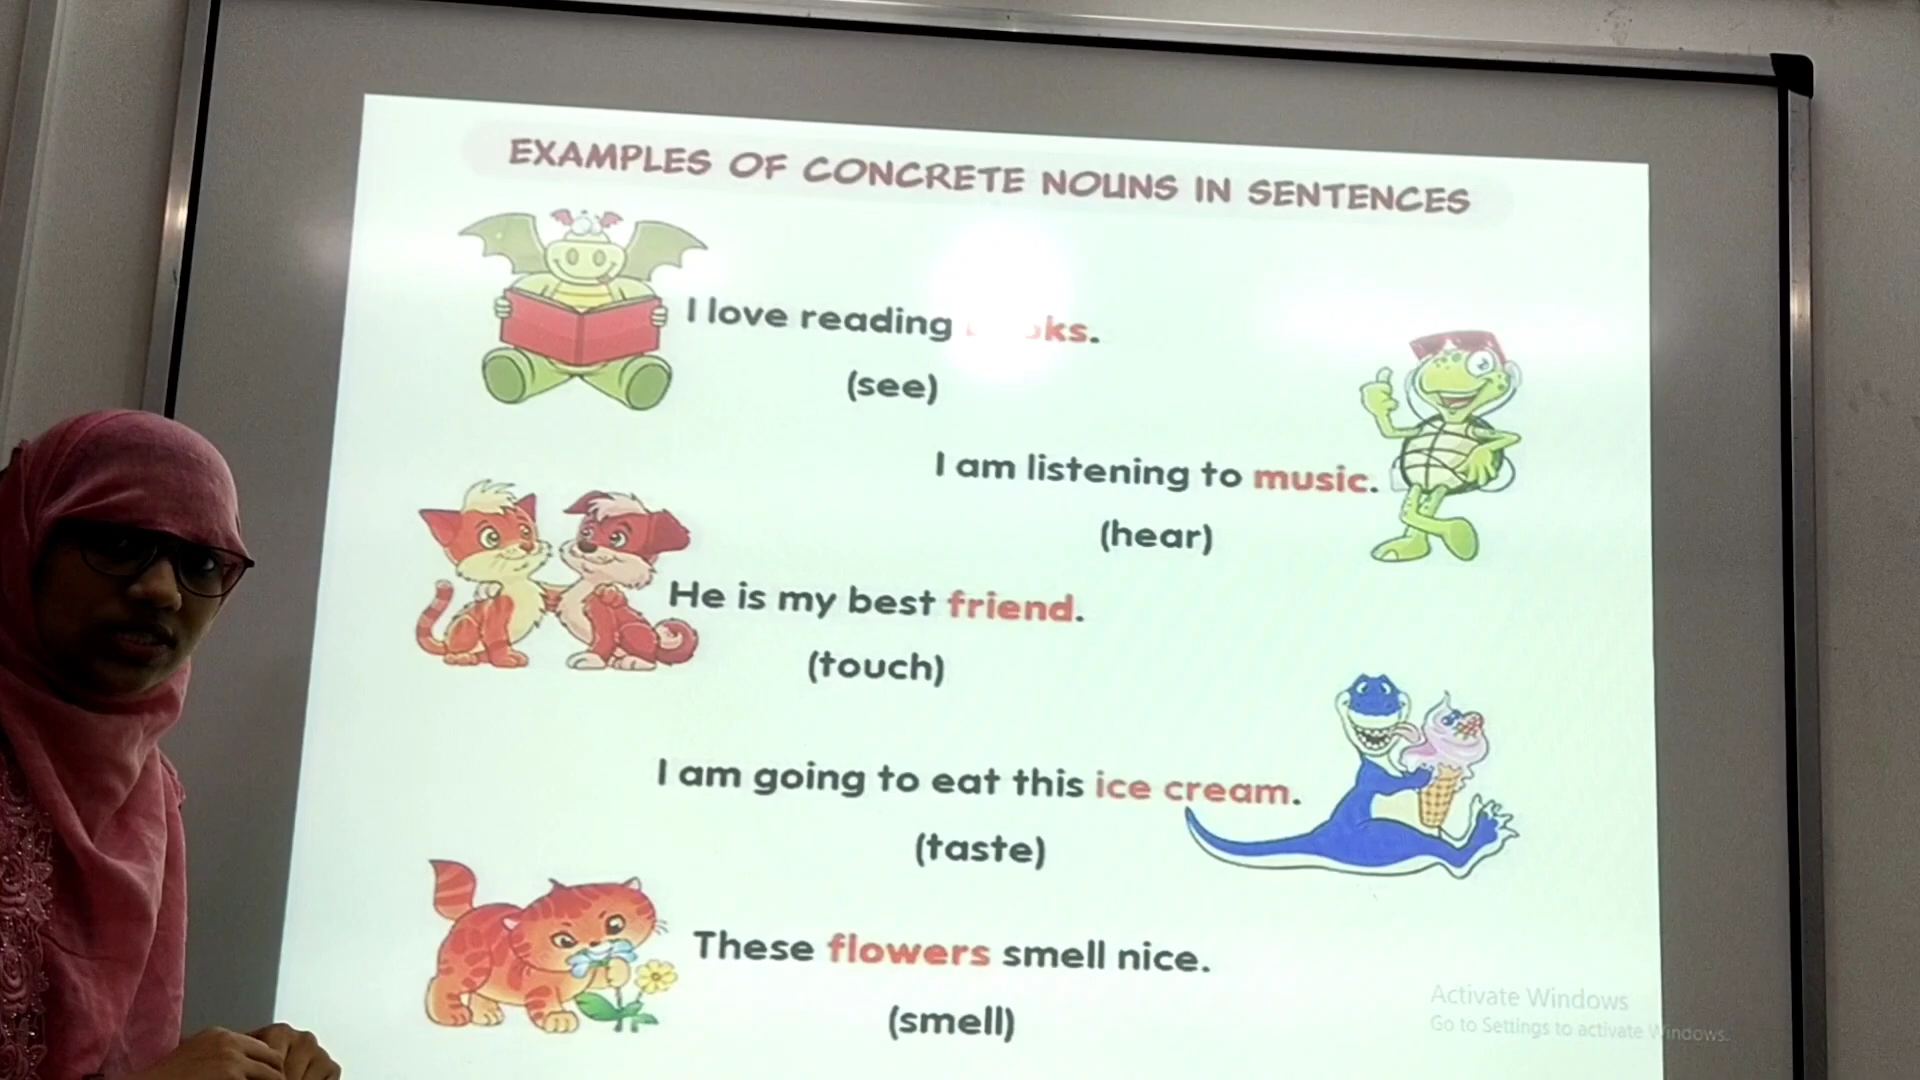 EXAMPLES OF CONCRETE NOUNS IN SENTENCES
I love reading ks.
(see)
I am listening to music.
(hear)
He is my best friend.
(touch)
I am going to eat this ice cream.
(taste)
These flowers smell nice.
(smell)
Activate Windows
Go to Settings to activate Windows.